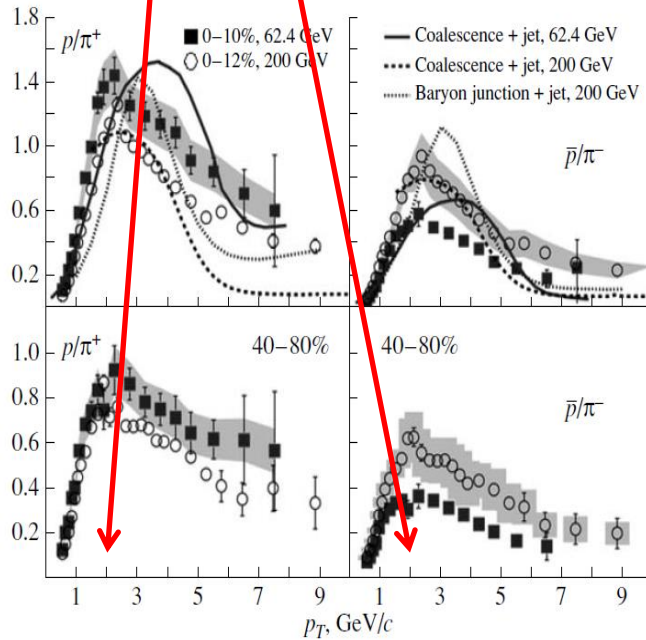 1.8
p/π⁺
0–10%, 62.4 GeV
0–12%, 200 GeV
1.4
1.0
0.6
0.2
Coalescence + jet, 62.4 GeV
Coalescence + jet, 200 GeV
Baryon junction + jet, 200 GeV
p̅/π⁻
p/π⁺
40–80%
1.0
0.8
0.6
0.4
0.2
40–80%
p̅/π⁻
1 3 5 7 9 1 3 5 7 9
p_T, GeV/c